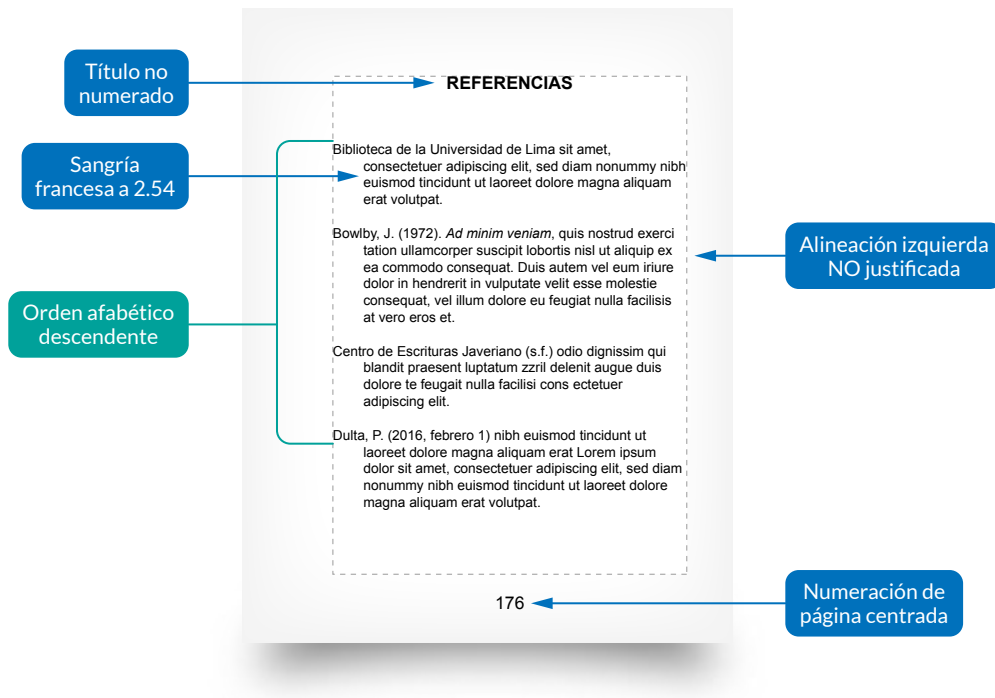 Título no
numerado
REFERENCIAS
Sangría
francesa a 2.54
Biblioteca de la Universidad de Lima sit amet,
consectetuer adipiscing elit, sed diam nonummy nibh
euismod tincidunt ut laoreet dolore magna aliquam
erat volutpat.
Bowlby, J. (1972). Ad minim veniam, quis nostrud exerci
tation ullamcorper suscipit lobortis nisl ut aliquip ex
ea commodo consequat. Duis autem vel eum iriure
dolor in hendrerit in vulputate velit esse molestie
consequat, vel illum dolore eu feugiat nulla facilisis
at vero eros et.
Alineación izquierda
NO justificada
Orden afabético
descendente
Centro de Escrituras Javeriano (s.f.) odio dignissim qui
blandit praesent luptatum zzril delenit augue duis
dolore te feugait nulla facilisi cons ectetuer
adipiscing elit.
Dulta, P. (2016, febrero 1) nibh euismod tincidunt ut
laoreet dolore magna aliquam erat Lorem ipsum
dolor sit amet, consectetuer adipiscing elit, sed diam
nonummy nibh euismod tincidunt ut laoreet dolore
magna aliquam erat volutpat.
176
Numeración de
página centrada